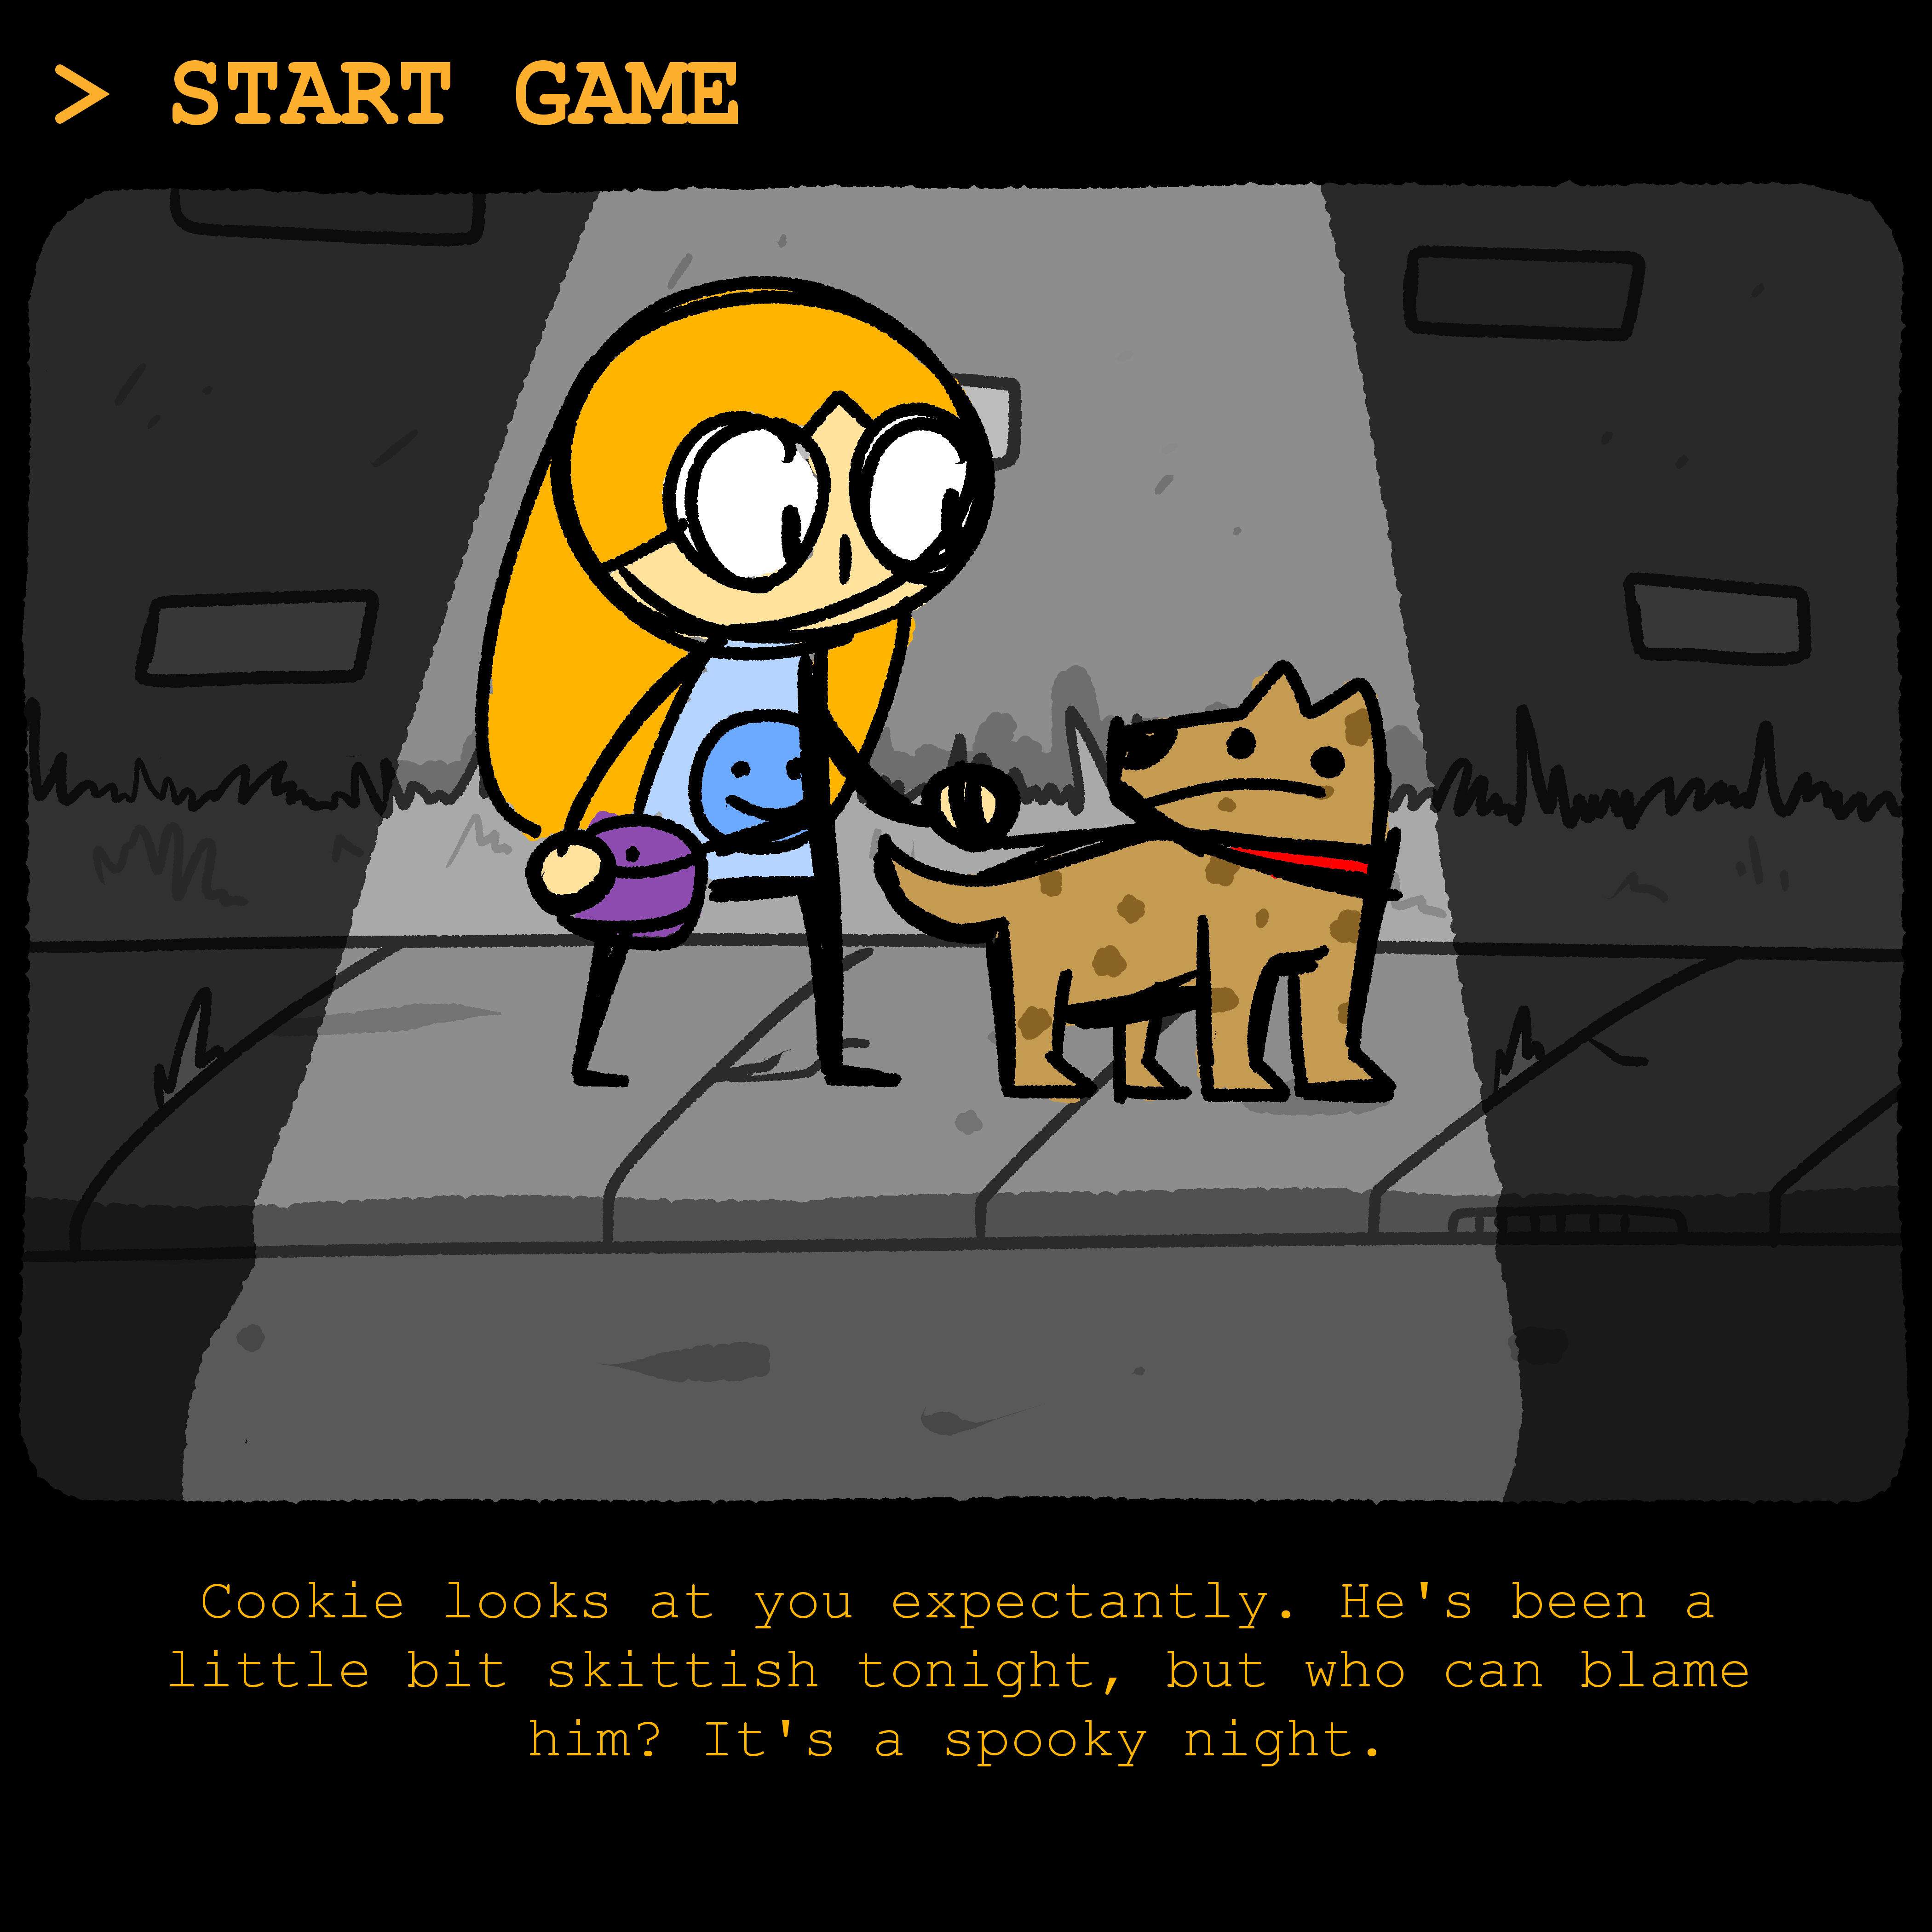 > START GAME
Cookie looks at you expectantly. He's been a
little bit skittish tonight, but who can blame
him? It's a spooky night.